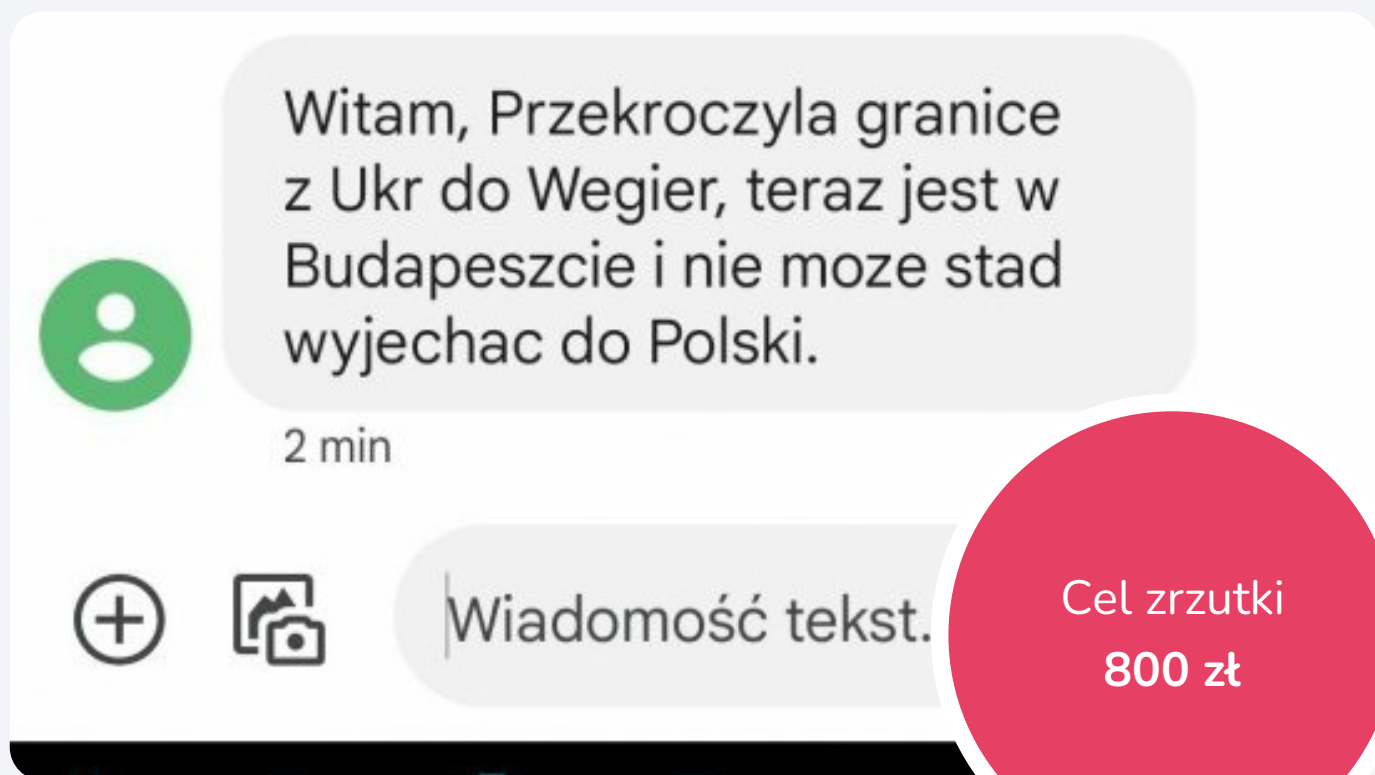 Witam, Przekroczyla granice
z Ukr do Wegier, teraz jest w
Budapeszcie i nie moze stad
wyjechac do Polski.
2 min
Wiadomość tekst.
Cel zrzutki
800 zł